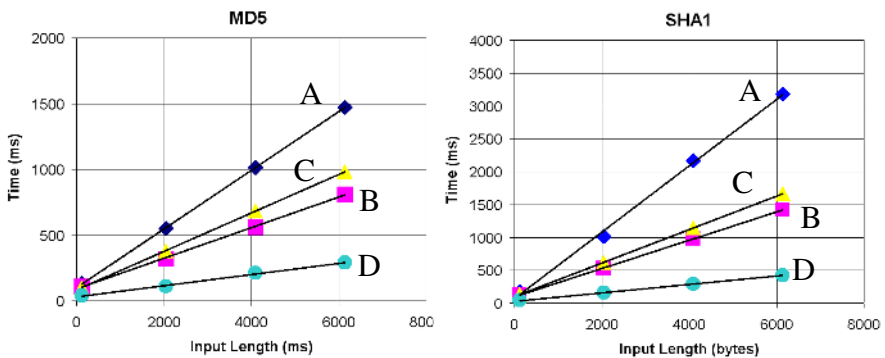 MD5
2000
1500
1000
500
0
Time (ms)
A
C
B
D
0 2000 4000 6000 800
Input Length (ms)
SHA1
4000
3500
3000
2500
2000
1500
1000
500
0
Time (ms)
A
C
B
D
0 2000 4000 6000 8000
Input Length (bytes)